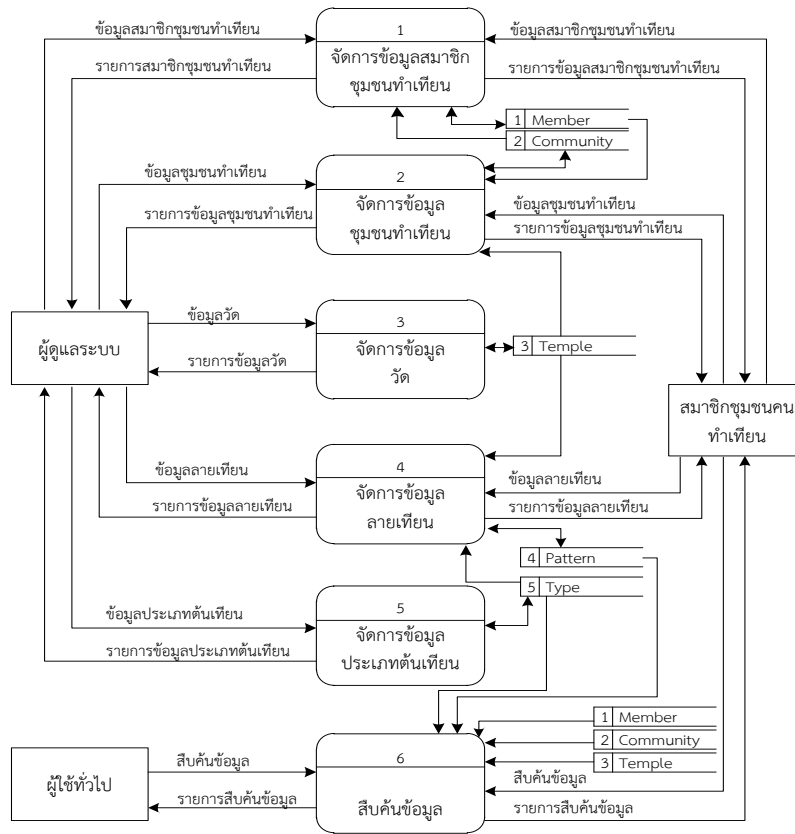 ข้อมูลสมาชิกชุมชนทำเทียน
1
ข้อมูลสมาชิกชุมชนทำเทียน
จัดการข้อมูลสมาชิก
ชุมชนทำเทียน
รายการสมาชิกชุมชนทำเทียน
รายการข้อมูลสมาชิกชุมชนทำเทียน
1 Member
2 Community
ข้อมูลชุมชนทำเทียน
2
จัดการข้อมูล
ชุมชนทำเทียน
ข้อมูลชุมชนทำเทียน
รายการข้อมูลชุมชนทำเทียน
รายการข้อมูลชุมชนทำเทียน
ผู้ดูแลระบบ
ข้อมูลวัด
3
จัดการข้อมูล
วัด
3 Temple
รายการข้อมูลวัด
สมาชิกชุมชนคน
ทำเทียน
ข้อมูลลายเทียน
4
จัดการข้อมูล
ลายเทียน
ข้อมูลลายเทียน
รายการข้อมูลลายเทียน
รายการข้อมูลลายเทียน
4 Pattern
5 Type
ข้อมูลประเภทต้นเทียน
5
จัดการข้อมูล
ประเภทต้นเทียน
รายการข้อมูลประเภทต้นเทียน
1 Member
2 Community
3 Temple
ผู้ใช้ทั่วไป
สืบค้นข้อมูล
6
สืบค้นข้อมูล
สืบค้นข้อมูล
รายการสืบค้นข้อมูล
รายการสืบค้นข้อมูล